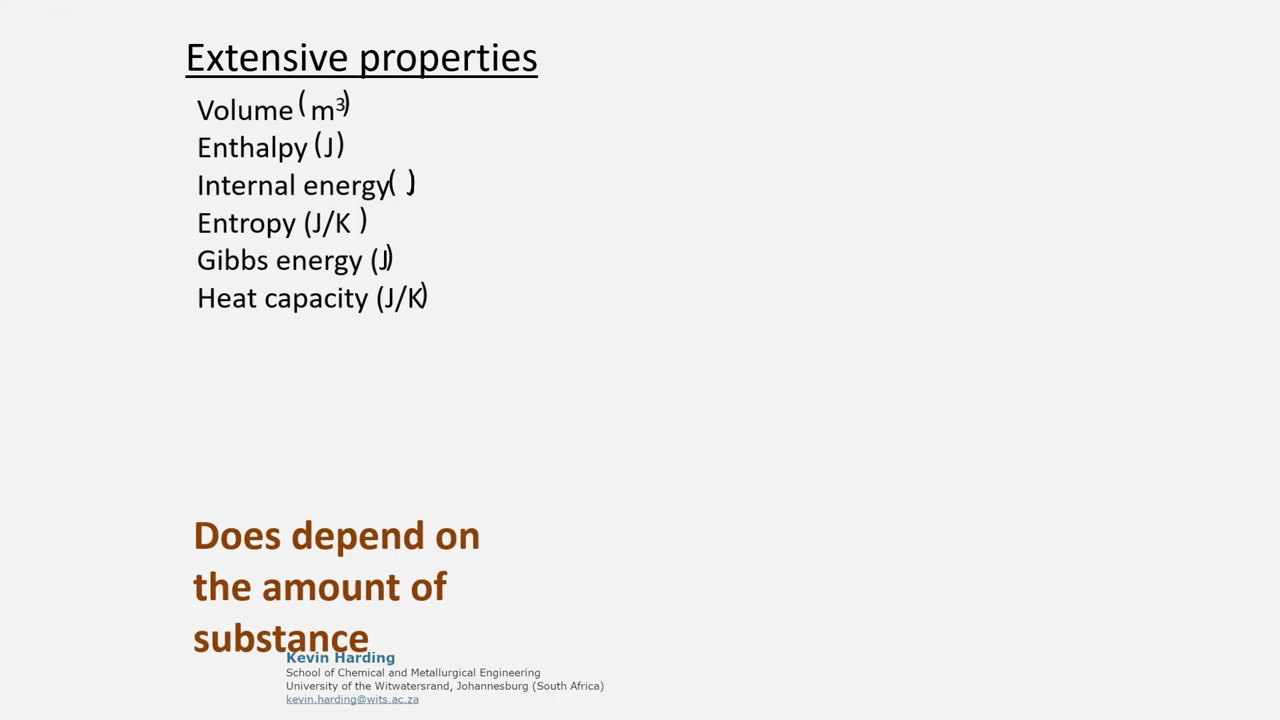 Extensive properties
Volume (m³)
Enthalpy (J)
Internal energy( J)
Entropy (J/K )
Gibbs energy (J)
Heat capacity (J/K)
Does depend on
the amount of
substance
Kevin Harding
School of Chemical and Metallurgical Engineering
University of the Witwatersrand, Johannesburg (South Africa)
kevin.harding@wits.ac.za